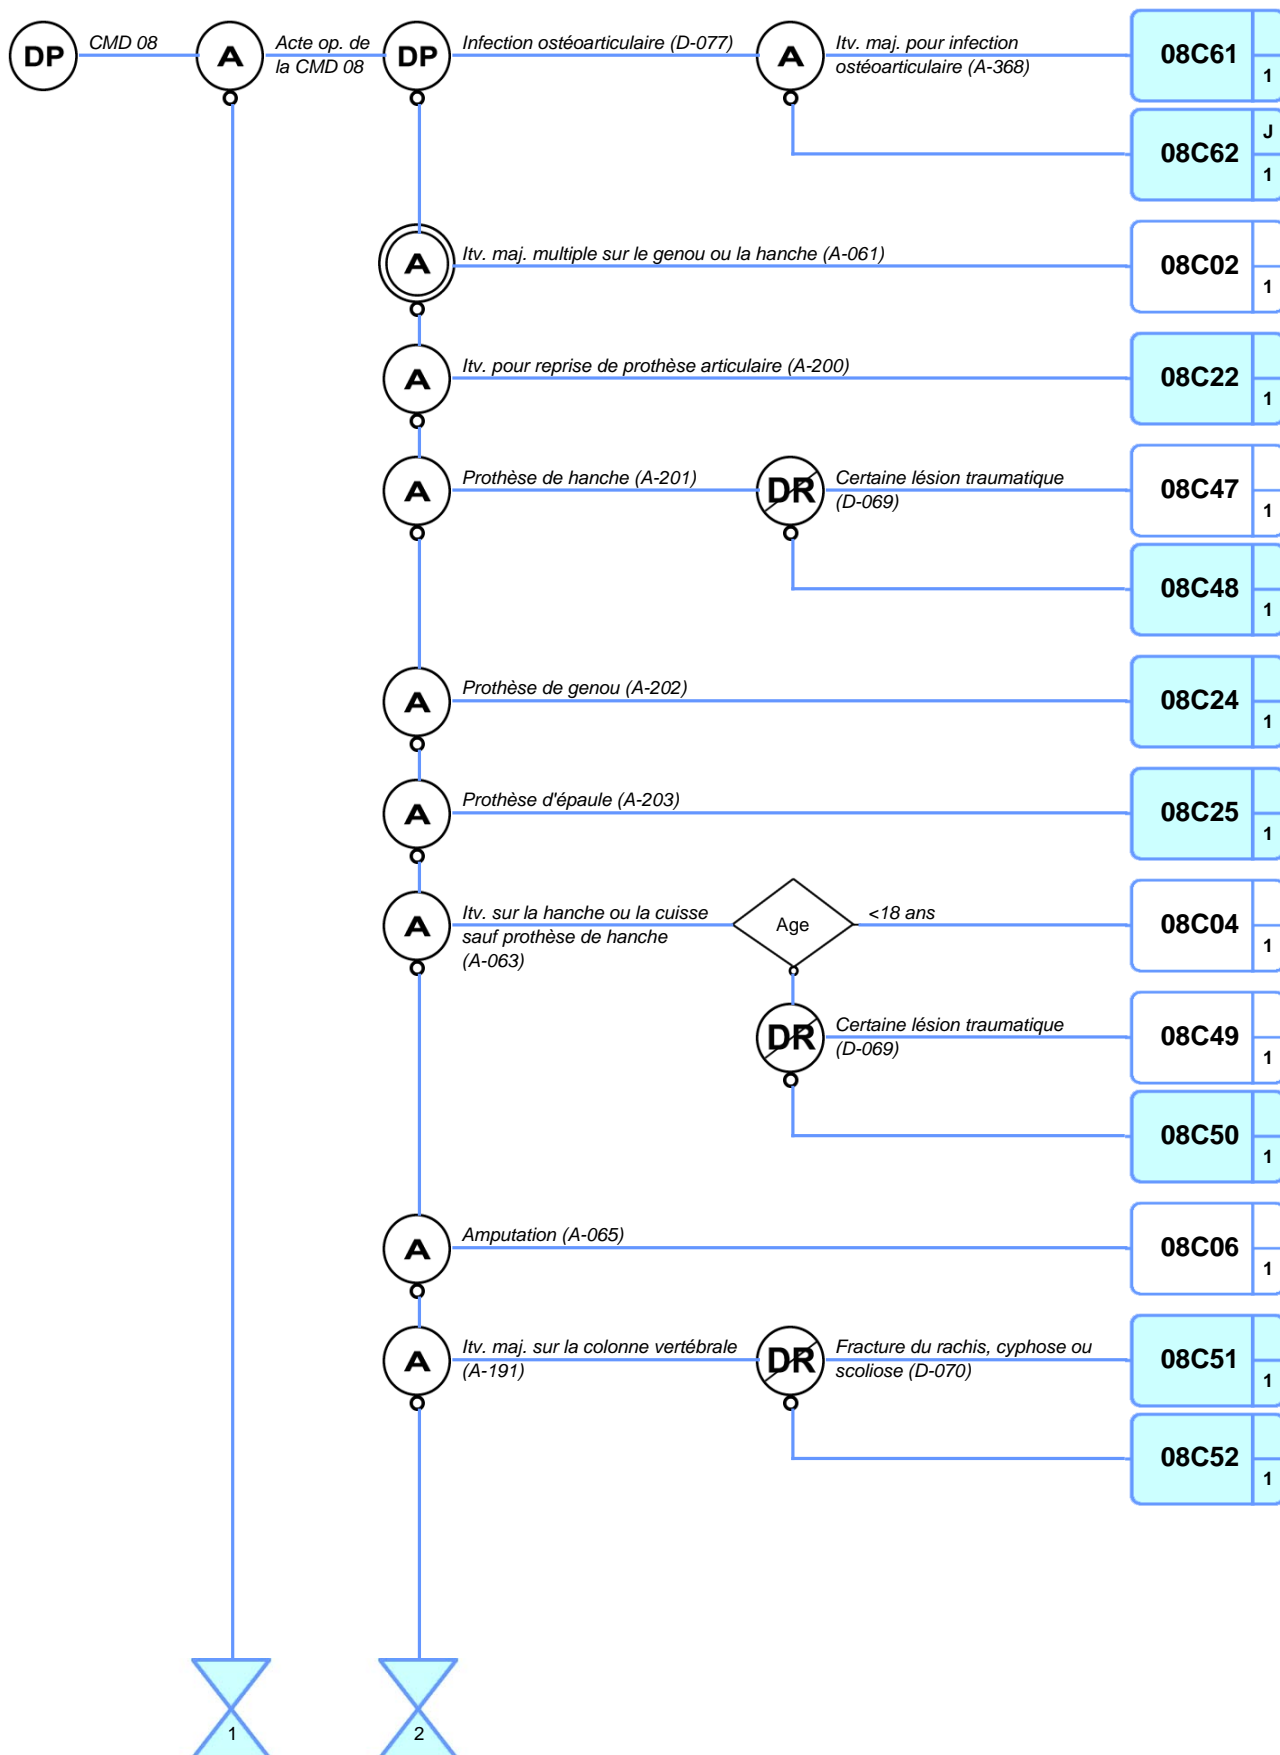 DP
CMD 08
A
Acte op. de
la CMD 08
DP
Infection ostéoarticulaire (D-077)
A
Itv. maj. pour infection
ostéoarticulaire (A-368)
08C61
1
08C62
J
1
A
Itv. maj. multiple sur le genou ou la hanche (A-061)
08C02
1
A
Itv. pour reprise de prothèse articulaire (A-200)
08C22
1
A
Prothèse de hanche (A-201)
DR
Certaine lésion traumatique
(D-069)
08C47
1
08C48
1
A
Prothèse de genou (A-202)
08C24
1
A
Prothèse d'épaule (A-203)
08C25
1
A
Itv. sur la hanche ou la cuisse
sauf prothèse de hanche
(A-063)
Age
<18 ans
08C04
1
DR
Certaine lésion traumatique
(D-069)
08C49
1
08C50
1
A
Amputation (A-065)
08C06
1
A
Itv. maj. sur la colonne vertébrale
(A-191)
DR
Fracture du rachis, cyphose ou
scoliose (D-070)
08C51
1
08C52
1
1
2